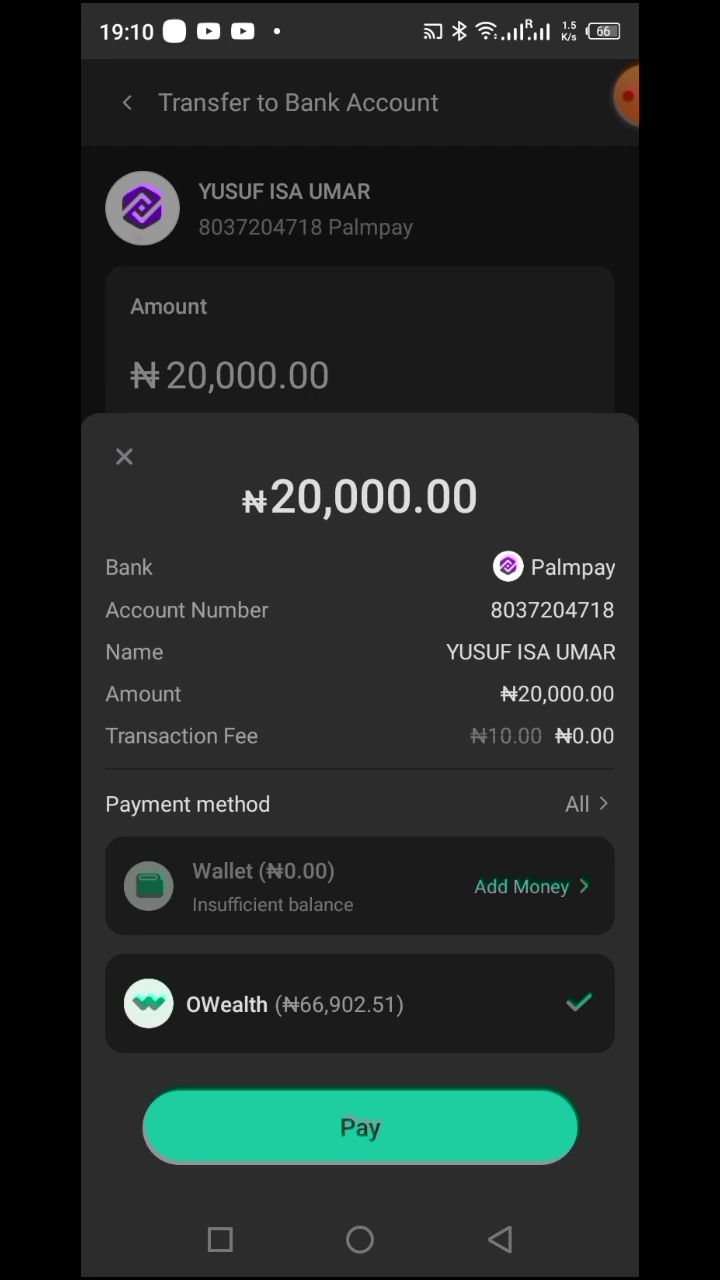 19:10
R
1.5
K/s
66
Transfer to Bank Account
YUSUF ISA UMAR
8037204718 Palmpay
Amount
₦ 20,000.00
₦20,000.00
Bank Palmpay
Account Number 8037204718
Name YUSUF ISA UMAR
Amount ₦20,000.00
Transaction Fee ₦10.00 ₦0.00
Payment method All
Wallet (₦0.00)
Insufficient balance
Add Money
OWealth (₦66,902.51)
Pay